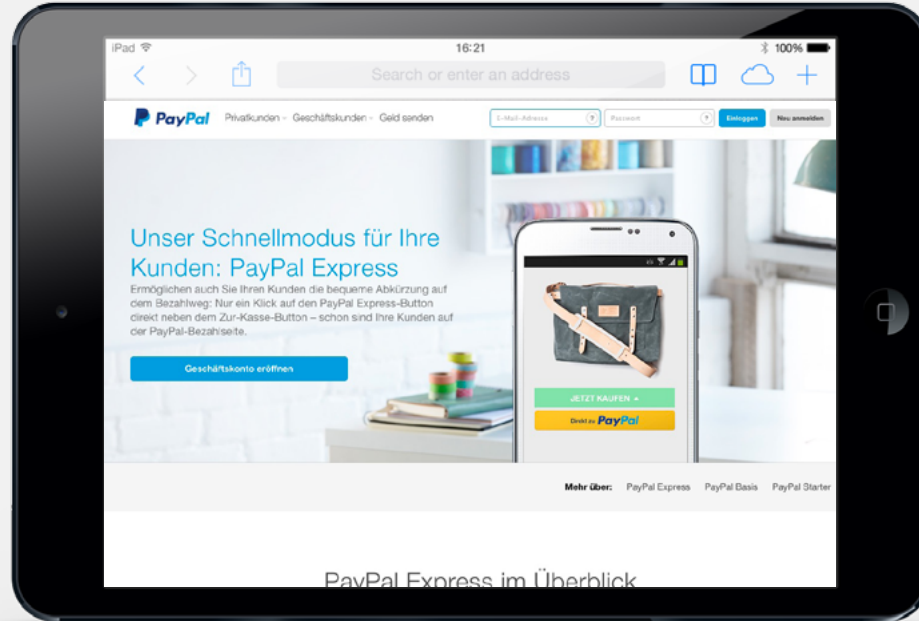 iPad 16:21 100%
Search or enter an address
PayPal Privatkunden Geschäftskunden Geld senden E-Mail-Adresse ? Passwort ? Einloggen Neu anmelden
Unser Schnellmodus für Ihre
Kunden: PayPal Express
Ermöglichen auch Sie Ihren Kunden die bequeme Abkürzung auf
dem Bezahlweg: Nur ein Klick auf den PayPal Express-Button
direkt neben dem Zur-Kasse-Button – schon sind Ihre Kunden auf
der PayPal-Bezahlseite.
Geschäftskonto eröffnen
JETZT KAUFEN
Direkt zu PayPal
Mehr über: PayPal Express PayPal Basis PayPal Starter
PayPal Express im Überblick